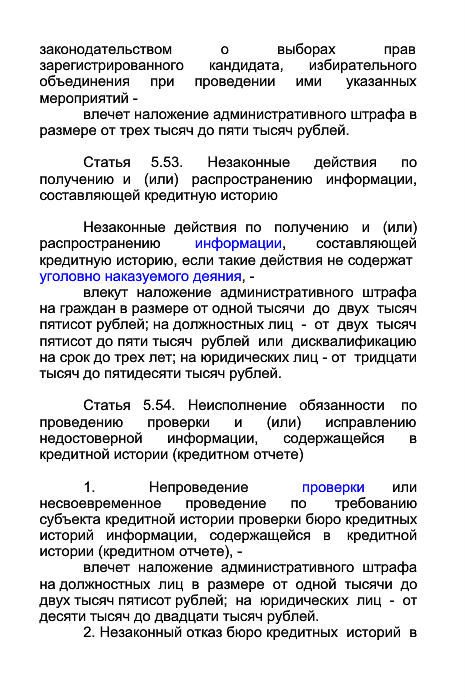 законодательством о выборах прав
зарегистрированного кандидата, избирательного
объединения при проведении ими указанных
мероприятий -
влечет наложение административного штрафа в
размере от трех тысяч до пяти тысяч рублей.
Статья 5.53. Незаконные действия по
получению и (или) распространению информации,
составляющей кредитную историю
Незаконные действия по получению и (или)
распространению информации, составляющей
кредитную историю, если такие действия не содержат
уголовно наказуемого деяния, -
влекут наложение административного штрафа
на граждан в размере от одной тысячи до двух тысяч
пятисот рублей; на должностных лиц - от двух тысяч
пятисот до пяти тысяч рублей или дисквалификацию
на срок до трех лет; на юридических лиц - от тридцати
тысяч до пятидесяти тысяч рублей.
Статья 5.54. Неисполнение обязанности по
проведению проверки и (или) исправлению
недостоверной информации, содержащейся в
кредитной истории (кредитном отчете)
1. Непроведение проверки или
несвоевременное проведение по требованию
субъекта кредитной истории проверки бюро кредитных
историй информации, содержащейся в кредитной
истории (кредитном отчете), -
влечет наложение административного штрафа
на должностных лиц в размере от одной тысячи до
двух тысяч пятисот рублей; на юридических лиц - от
десяти тысяч до двадцати тысяч рублей.
2. Незаконный отказ бюро кредитных историй в